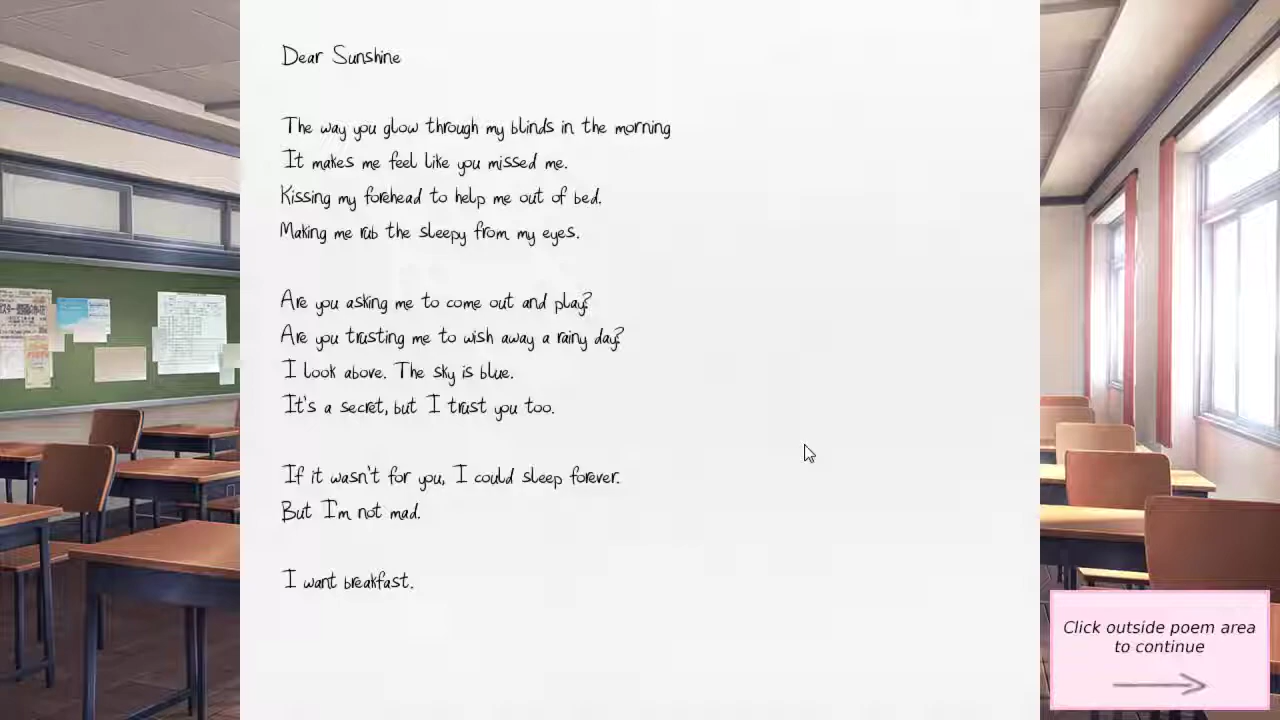 Dear Sunshine
The way you glow through my blinds in the morning
It makes me feel like you missed me.
Kissing my forehead to help me out of bed.
Making me rub the sleepy from my eyes.
Are you asking me to come out and play?
Are you trusting me to wish away a rainy day?
I look above. The sky is blue.
It's a secret, but I trust you too.
If it wasn't for you, I could sleep forever.
But I'm not mad.
I want breakfast.
Click outside poem area
to continue